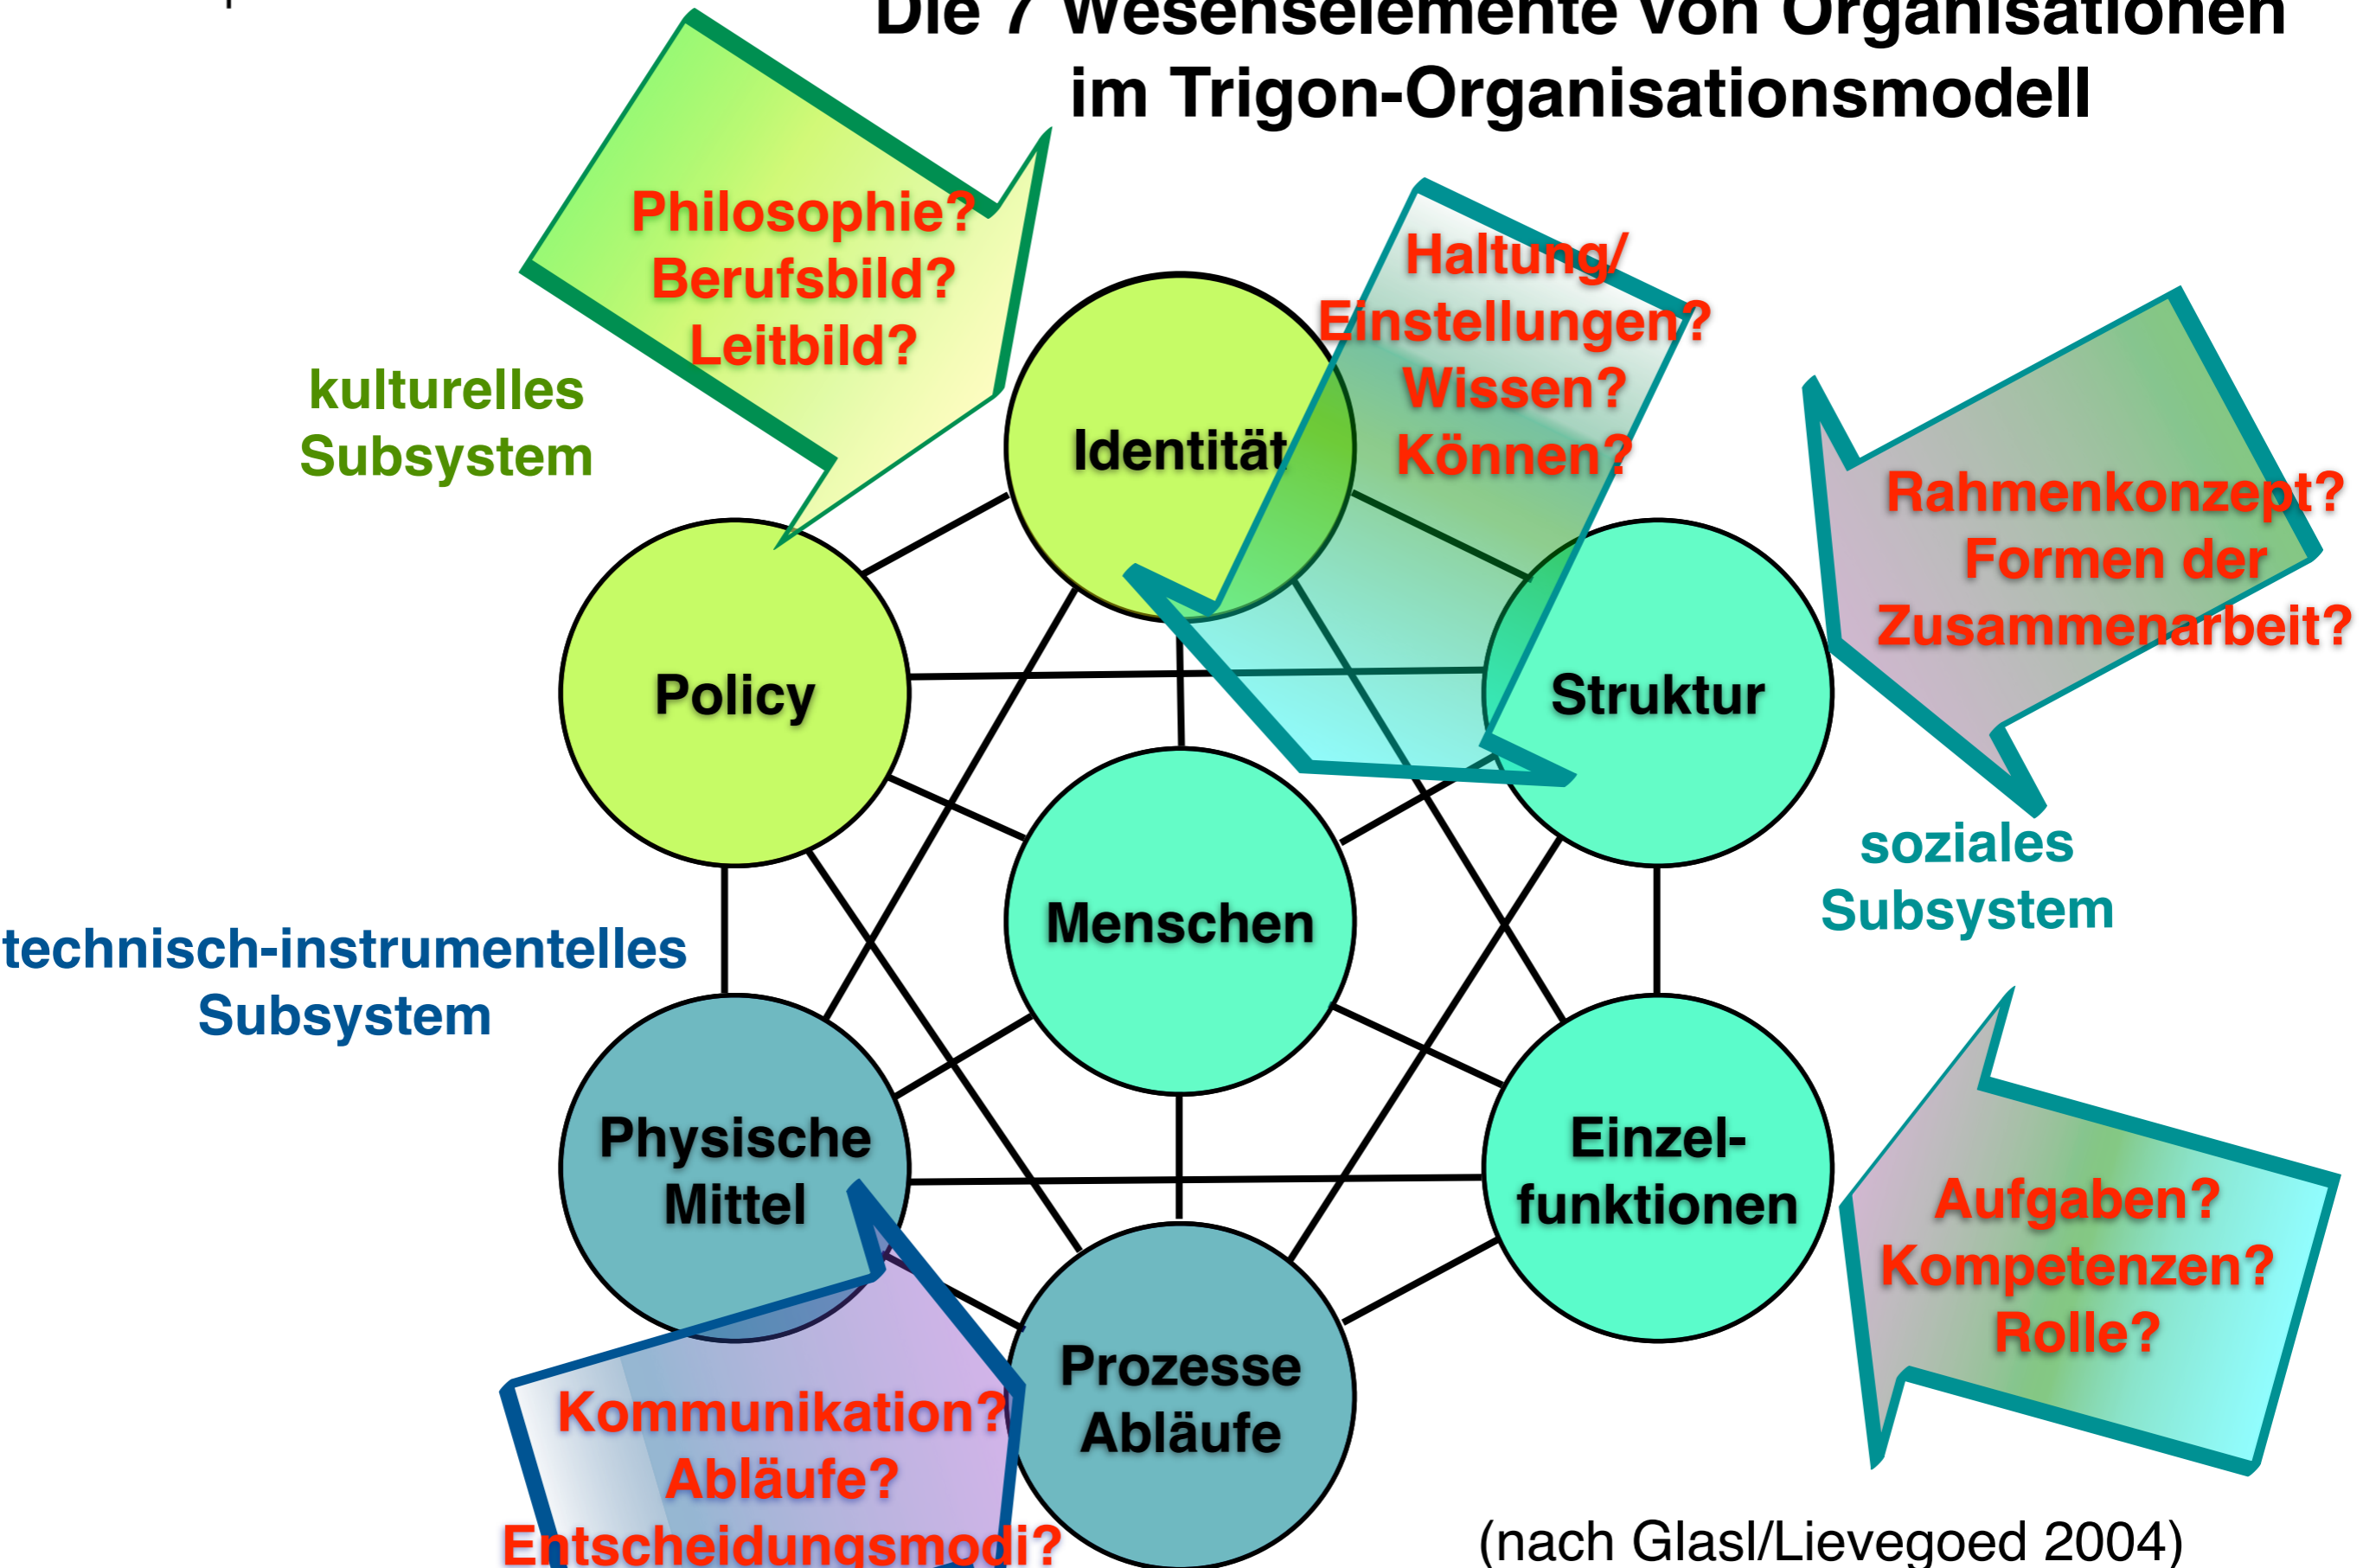 Die 7 Wesenselemente von Organisationen
im Trigon-Organisationsmodell
Philosophie?
Berufsbild?
Leitbild?
Haltung/
Einstellungen?
Wissen?
Können?
kulturelles
Subsystem
Identität
Rahmenkonzept?
Formen der
Zusammenarbeit?
Policy
Struktur
soziales
Subsystem
Menschen
technisch-instrumentelles
Subsystem
Physische
Mittel
Einzel-
funktionen
Aufgaben?
Kompetenzen?
Rolle?
Prozesse
Abläufe
Kommunikation?
Abläufe?
Entscheidungsmodi?
(nach Glasl/Lievegoed 2004)